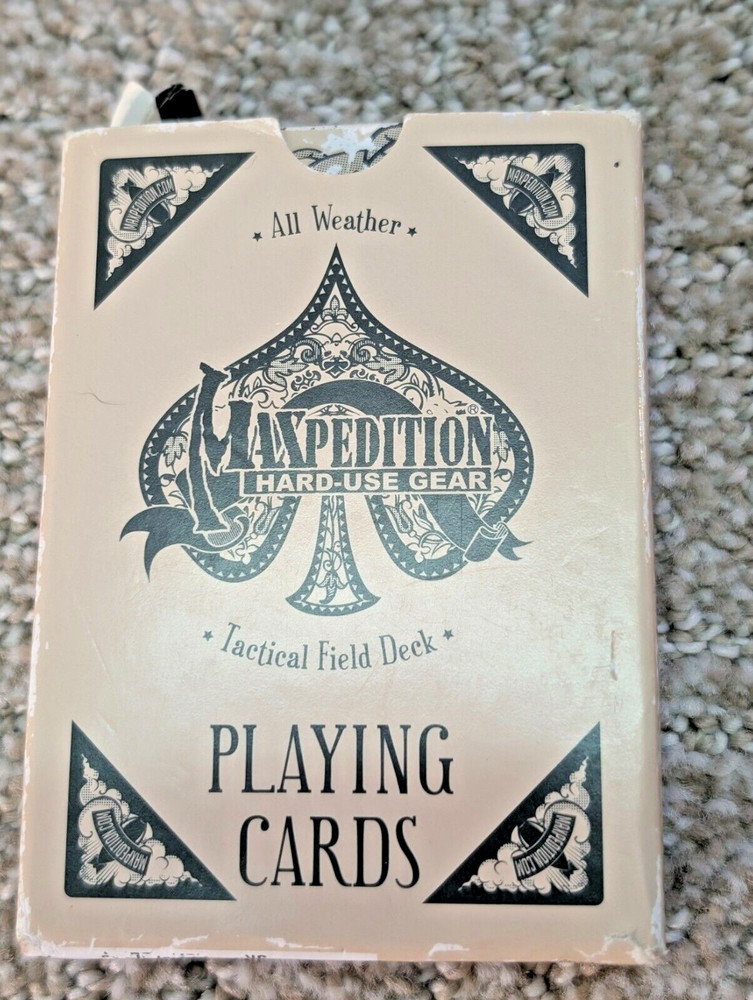 MAXPEDITION.COM
MAXPEDITION.COM
All Weather
MAXPEDITION®
HARD-USE GEAR
Tactical Field Deck
PLAYING
CARDS
MAXPEDITION.COM
MAXPEDITION.COM